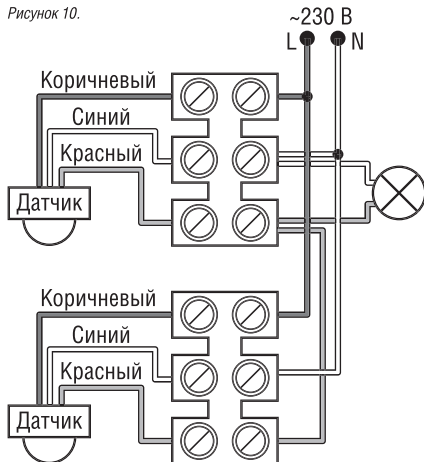 Рисунок 10.
~230 В
L N
Коричневый
Синий
Красный
Датчик
Коричневый
Синий
Красный
Датчик